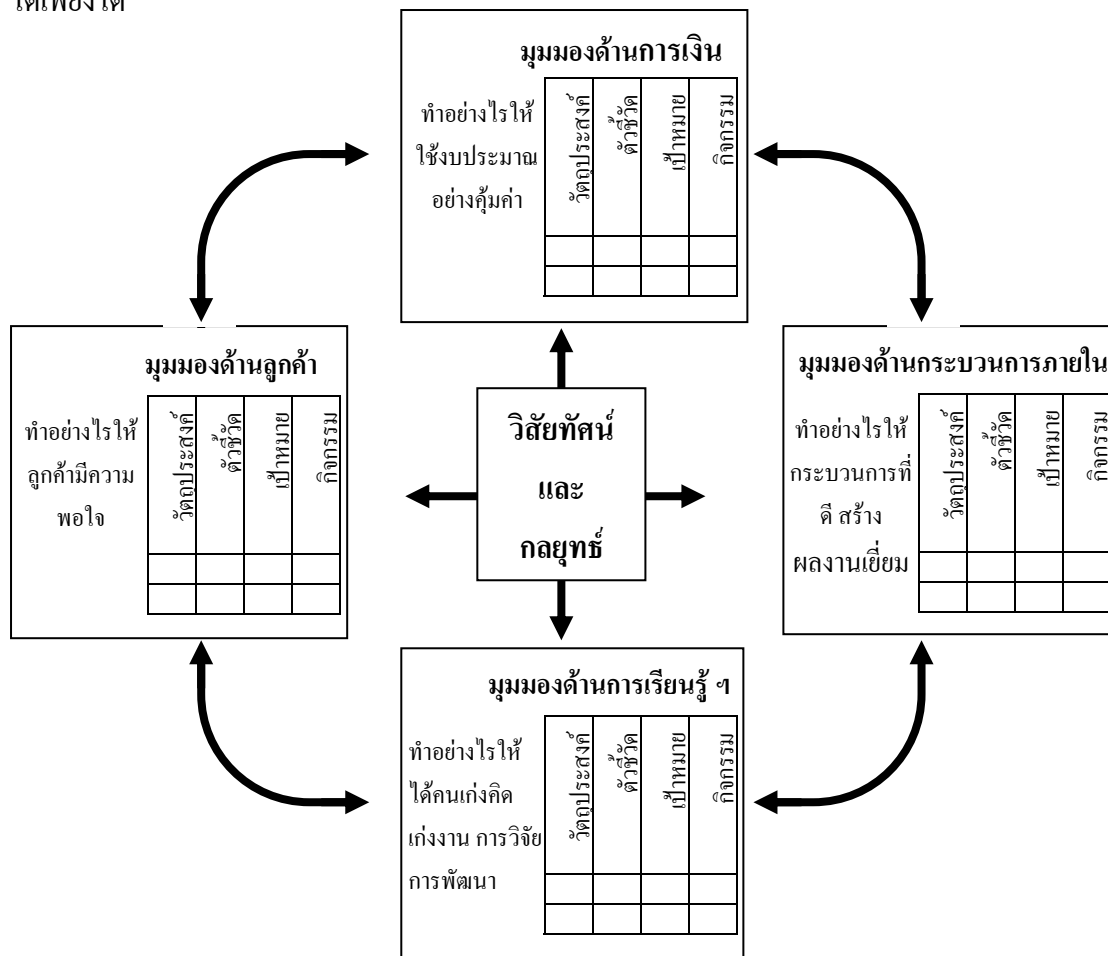 ได้เพียงใด
มุมมองด้านการเงิน
ทำอย่างไรให้
ใช้งบประมาณ
อย่างคุ้มค่า
วัตถุประสงค์
ตัวชี้วัด
เป้าหมาย
กิจกรรม
มุมมองด้านลูกค้า
ทำอย่างไรให้
ลูกค้ามีความ
พอใจ
วัตถุประสงค์
ตัวชี้วัด
เป้าหมาย
กิจกรรม
วิสัยทัศน์
และ
กลยุทธ์
มุมมองด้านกระบวนการภายใน
ทำอย่างไรให้
กระบวนการที่
ดี สร้าง
ผลงานเยี่ยม
วัตถุประสงค์
ตัวชี้วัด
เป้าหมาย
กิจกรรม
มุมมองด้านการเรียนรู้ ฯ
ทำอย่างไรให้
ได้คนเก่งคิด
เก่งงาน การวิจัย
การพัฒนา
วัตถุประสงค์
ตัวชี้วัด
เป้าหมาย
กิจกรรม